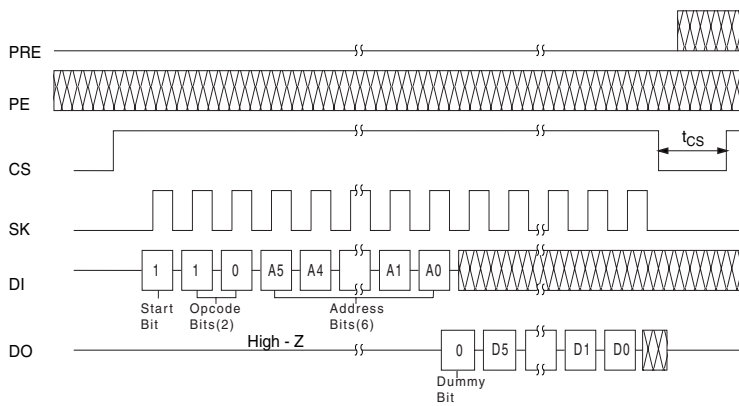 PRE
PE
CS
tCS
SK
DI
1 1 0 A5 A4 A1 A0
Start Bit
Opcode Bits(2)
Address Bits(6)
High - Z
DO
0 D5 D1 D0
Dummy Bit